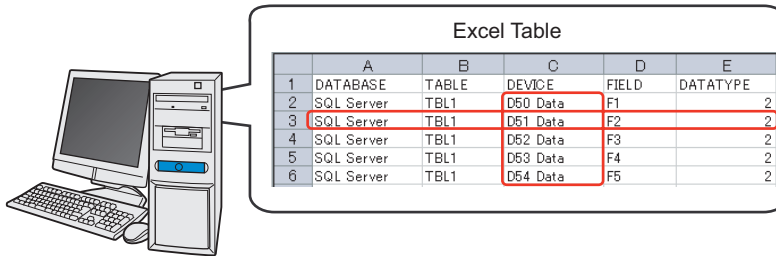 Excel Table
A B C D E
1 DATABASE TABLE DEVICE FIELD DATATYPE
2 SQL Server TBL1 D50 Data F1 2
3 SQL Server TBL1 D51 Data F2 2
4 SQL Server TBL1 D52 Data F3 2
5 SQL Server TBL1 D53 Data F4 2
6 SQL Server TBL1 D54 Data F5 2